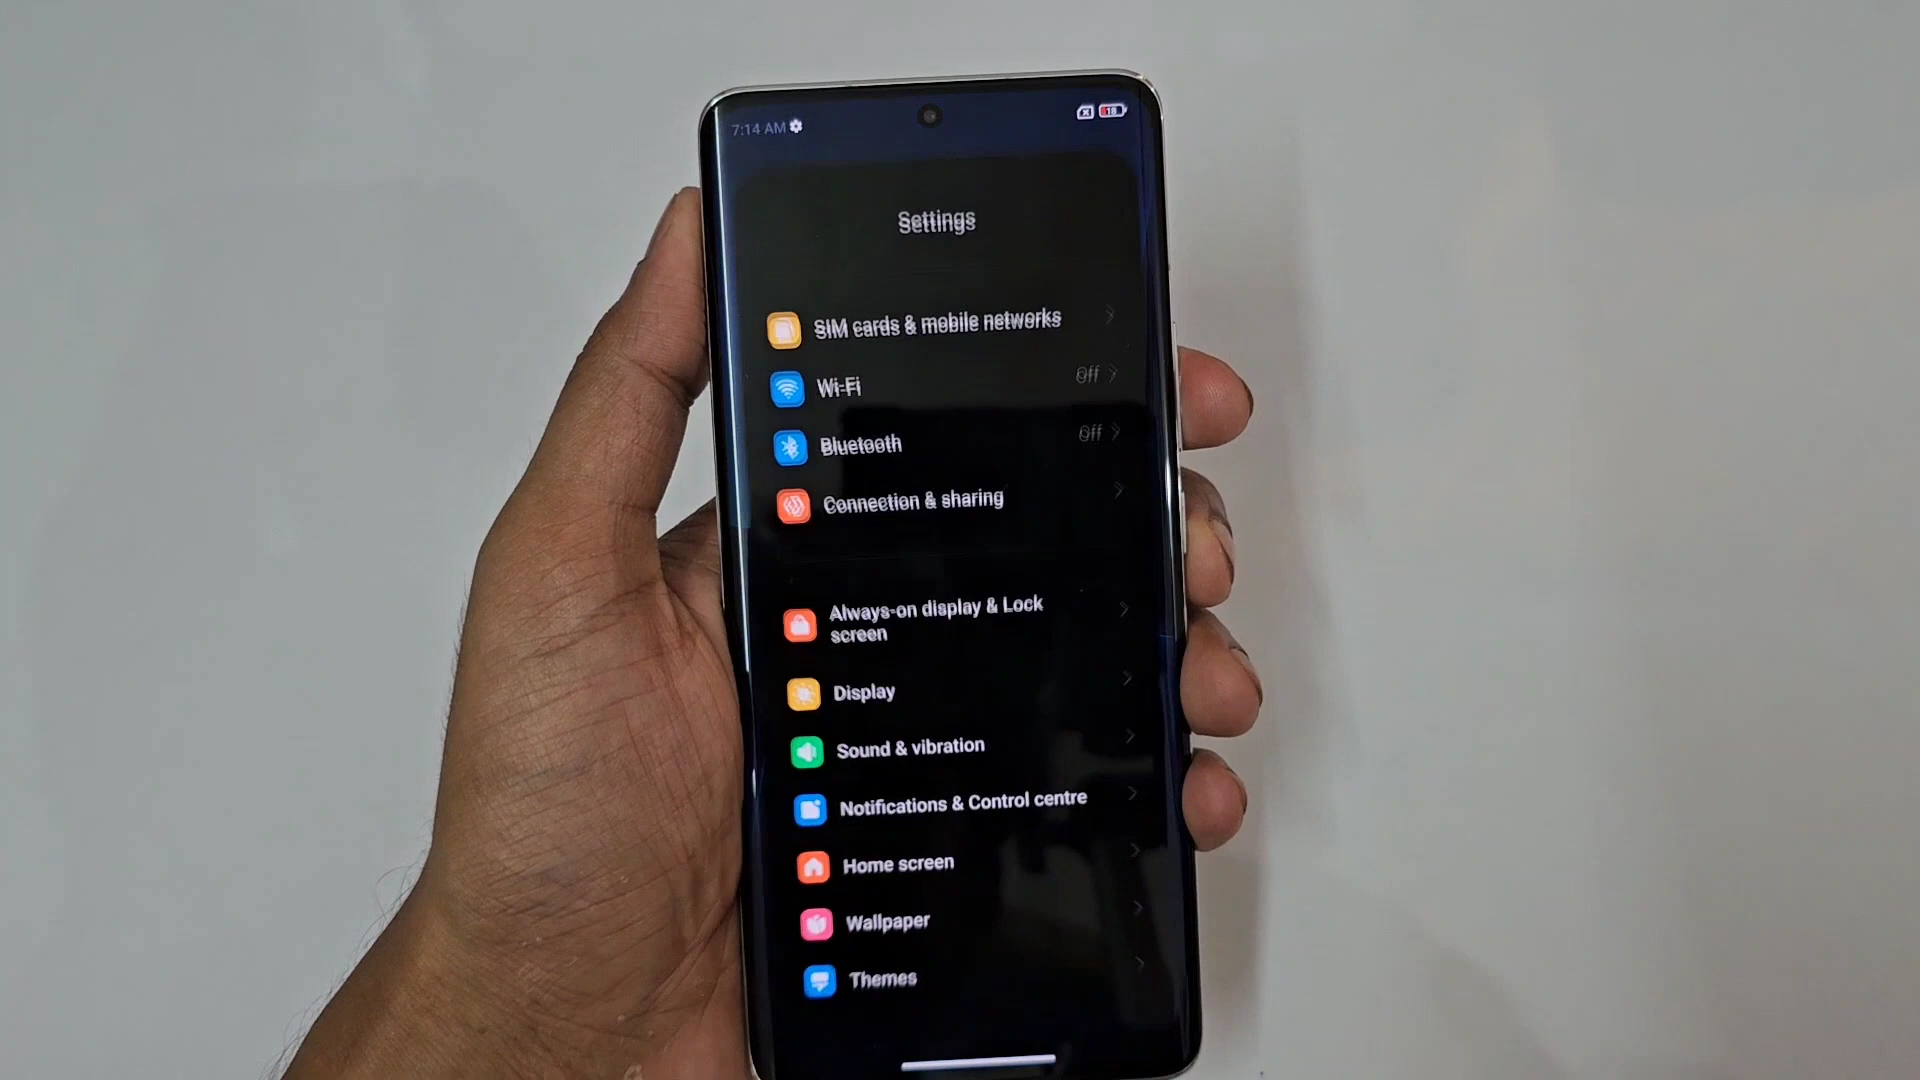 7:14 AM
18
Settings
SIM cards & mobile networks
Wi-Fi
Off
Bluetooth
Off
Connection & sharing
Always-on display & Lock
screen
Display
Sound & vibration
Notifications & Control centre
Home screen
Wallpaper
Themes